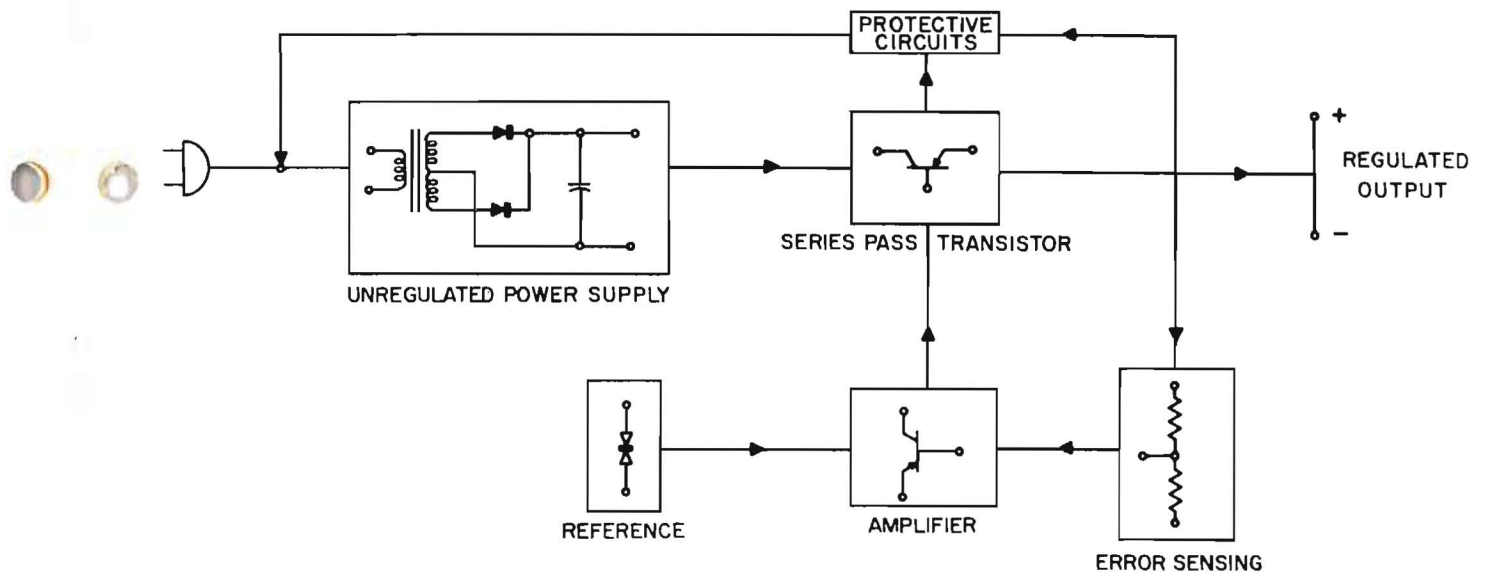 PROTECTIVE
CIRCUITS
+
REGULATED
OUTPUT
−
SERIES PASS TRANSISTOR
UNREGULATED POWER SUPPLY
REFERENCE
AMPLIFIER
ERROR SENSING